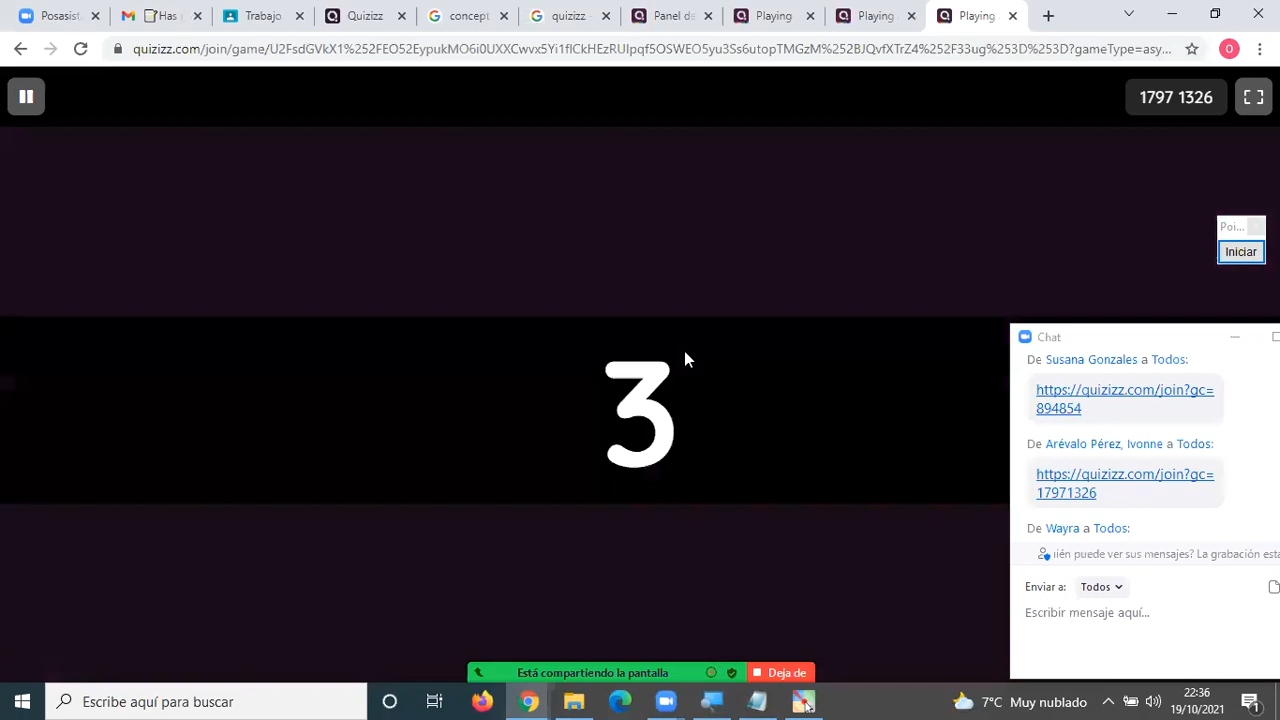 Posasist
Has
Trabajo
Quizizz
concept
quizizz -
Panel de
Playing
Playing
Playing
quizizz.com/join/game/U2FsdGVkX1%252FEO52EypukMO6i0UXXCwvx5Yi1flCkHEzRUIpqf5OSWEO5yu3Ss0utopTMGzM%252BJQvfXTrZ4%252F33ug%253D%253D?gameType=asy...
1797 1326
Poi...
Iniciar
3
Chat
De Susana Gonzales a Todos:
https://quizizz.com/join?gc=
894854
De Arévalo Pérez, Ivonne a Todos:
https://quizizz.com/join?gc=
17971326
De Wayra a Todos:
uién puede ver sus mensajes? La grabación esta
Enviar a: Todos
Escribir mensaje aquí...
Está compartiendo la pantalla
Deja de
Escribe aquí para buscar
7°C Muy nublado
22:36
19/10/2021